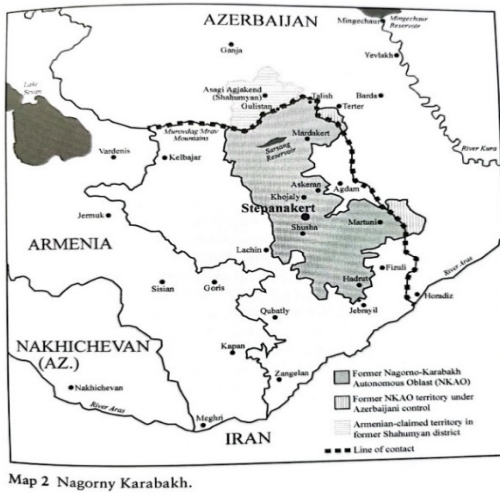 AZERBAIJAN
Mingechaur
Mingechaur
Reservoir
Ganja
Yevlakh
Lake
Sevan
Asagi Agjakend
(Shahumyan)
Gulistan
Talish
Barda
Terter
Murovdag/Mrav
Mountains
Mardakert
River Kura
Sarsang
Reservoir
Vardenis
Kelbajar
Askeran
Agdam
Khojaly
Stepanakert
Jermuk
Shusha
Martuni
ARMENIA
Lachin
Fizuli
River Aras
Sisian
Goris
Hadrut
Horadiz
Jebrayil
Qubatly
NAKHICHEVAN
(AZ.)
Kapan
Zangelan
Nakhichevan
River Aras
Meghri
IRAN
Former Nagorno-Karabakh
Autonomous Oblast (NKAO)
Former NKAO territory under
Azerbaijani control
Armenian-claimed territory in
former Shahumyan district
Line of contact
Map 2 Nagorny Karabakh.